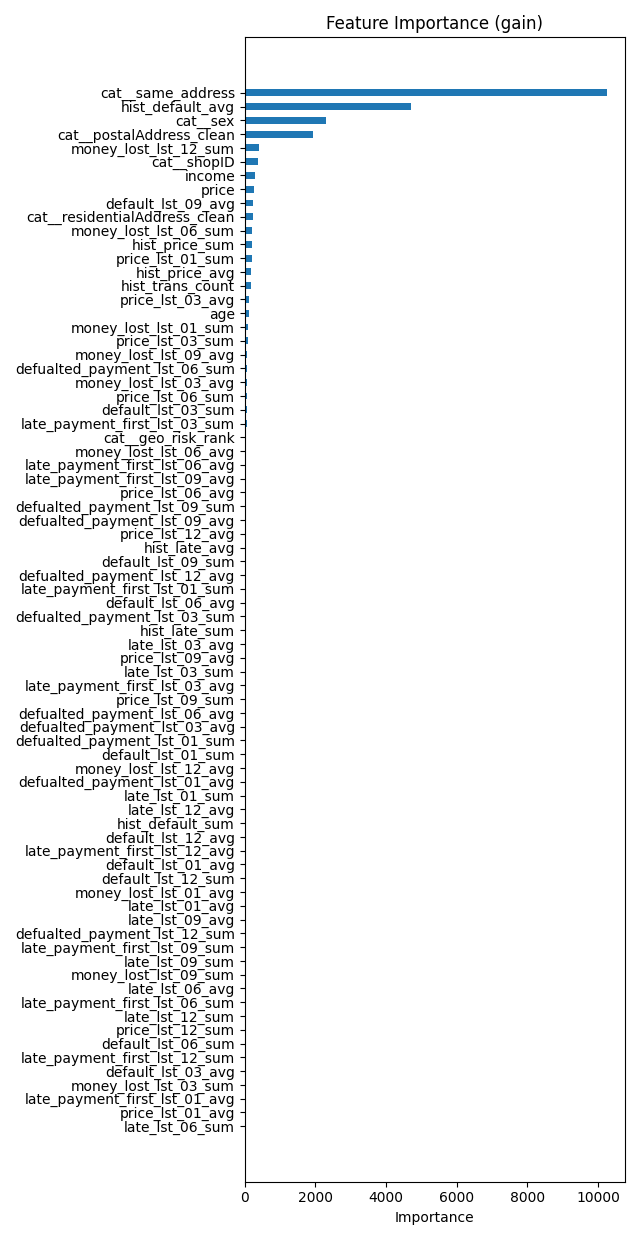 Feature Importance (gain)
cat__same_address
hist_default_avg
cat__sex
cat__postalAddress_clean
money_lost_lst_12_sum
cat__shopID
income
price
default_lst_09_avg
cat__residentialAddress_clean
money_lost_lst_06_sum
hist_price_sum
price_lst_01_sum
hist_price_avg
hist_trans_count
price_lst_03_avg
age
money_lost_lst_01_sum
price_lst_03_sum
money_lost_lst_09_avg
defualted_payment_lst_06_sum
money_lost_lst_03_avg
price_lst_06_sum
default_lst_03_sum
late_payment_first_lst_03_sum
cat__geo_risk_rank
money_lost_lst_06_avg
late_payment_first_lst_06_avg
late_payment_first_lst_09_avg
price_lst_06_avg
defualted_payment_lst_09_sum
defualted_payment_lst_09_avg
price_lst_12_avg
hist_late_avg
default_lst_09_sum
defualted_payment_lst_12_avg
late_payment_first_lst_01_sum
default_lst_06_avg
defualted_payment_lst_03_sum
hist_late_sum
late_lst_03_avg
price_lst_09_avg
late_lst_03_sum
late_payment_first_lst_03_avg
price_lst_09_sum
defualted_payment_lst_06_avg
defualted_payment_lst_03_avg
defualted_payment_lst_01_sum
default_lst_01_sum
money_lost_lst_12_avg
defualted_payment_lst_01_avg
late_lst_01_sum
late_lst_12_avg
hist_default_sum
default_lst_12_avg
late_payment_first_lst_12_avg
default_lst_01_avg
default_lst_12_sum
money_lost_lst_01_avg
late_lst_01_avg
late_lst_09_avg
defualted_payment_lst_12_sum
late_payment_first_lst_09_sum
late_lst_09_sum
money_lost_lst_09_sum
late_lst_06_avg
late_payment_first_lst_06_sum
late_lst_12_sum
price_lst_12_sum
default_lst_06_sum
late_payment_first_lst_12_sum
default_lst_03_avg
money_lost_lst_03_sum
late_payment_first_lst_01_avg
price_lst_01_avg
late_lst_06_sum
0 2000 4000 6000 8000 10000
Importance